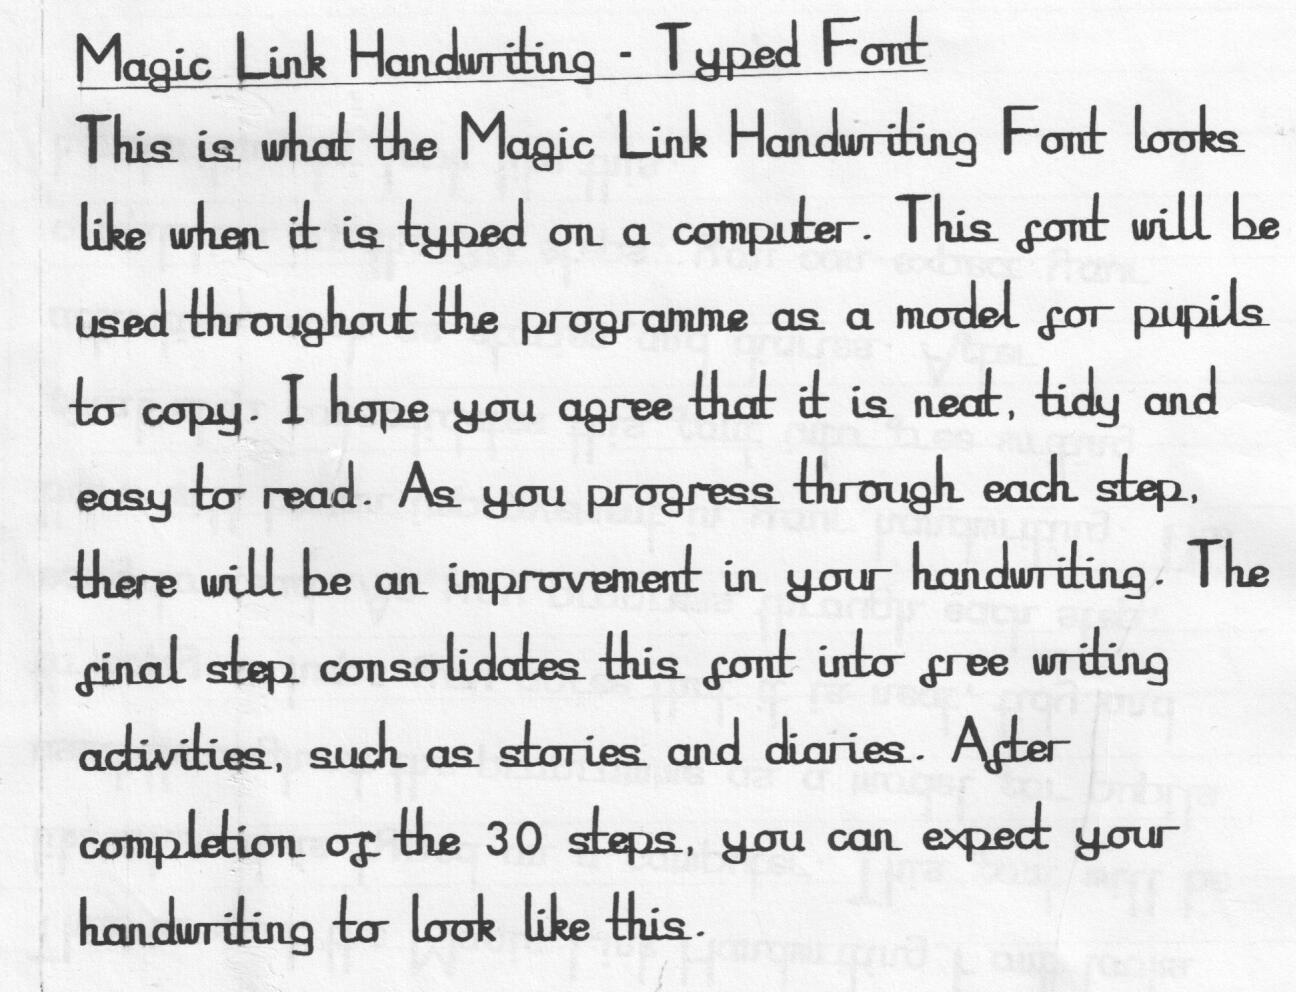 Magic Link Handwriting - Typed Font
This is what the Magic Link Handwriting Font looks
like when it is typed on a computer. This font will be
used throughout the programme as a model for pupils
to copy. I hope you agree that it is neat, tidy and
easy to read. As you progress through each step,
there will be an improvement in your handwriting. The
final step consolidates this font into free writing
activities, such as stories and diaries. After
completion of the 30 steps, you can expect your
handwriting to look like this.